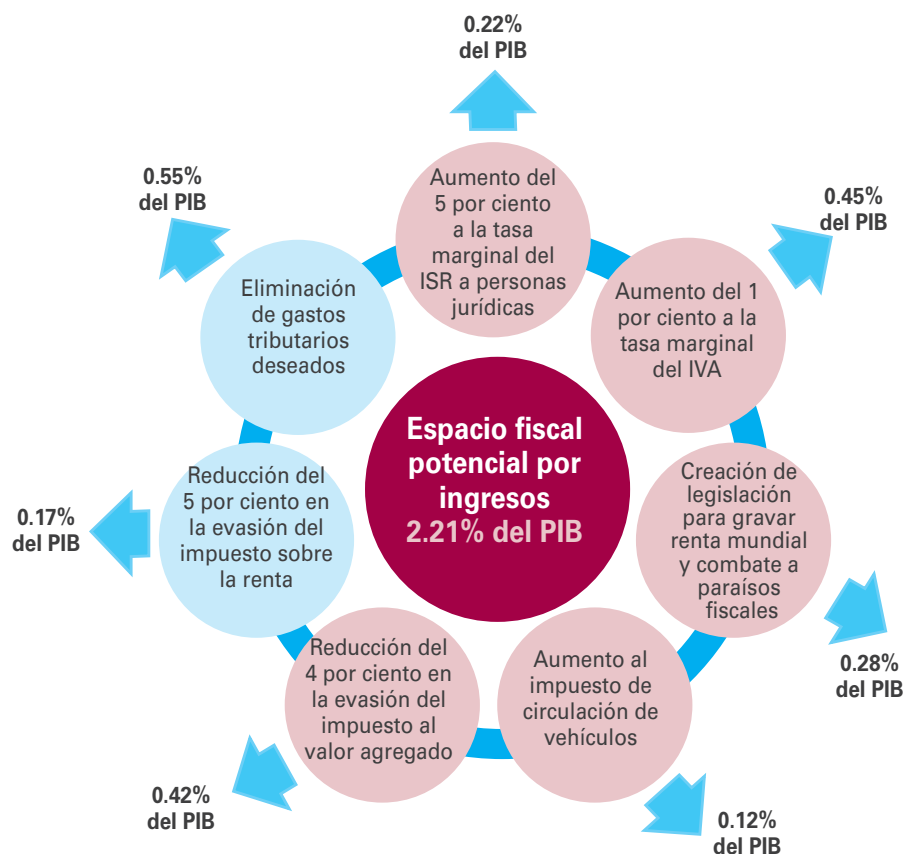 0.22%
del PIB
Aumento del
5 por ciento
a la tasa
marginal del
ISR a personas
jurídicas
0.45%
del PIB
Aumento del 1
por ciento a la
tasa marginal
del IVA
0.28%
del PIB
Creación de
legislación
para gravar
renta mundial
y combate a
paraísos
fiscales
0.12%
del PIB
Aumento al
impuesto de
circulación de
vehículos
0.42%
del PIB
Reducción del
4 por ciento en
la evasión del
impuesto al
valor agregado
0.17%
del PIB
Reducción del
5 por ciento en
la evasión del
impuesto sobre
la renta
0.55%
del PIB
Eliminación
de gastos
tributarios
deseados
Espacio fiscal
potencial por
ingresos
2.21% del PIB